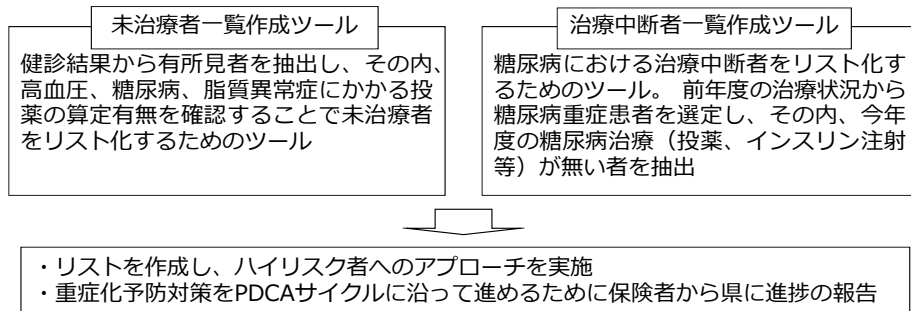 未治療者一覧作成ツール
健診結果から有所見者を抽出し、その内、
高血圧、糖尿病、脂質異常症にかかる投
薬の算定有無を確認することで未治療者
をリスト化するためのツール
治療中断者一覧作成ツール
糖尿病における治療中断者をリスト化す
るためのツール。 前年度の治療状況から
糖尿病重症患者を選定し、その内、今年
度の糖尿病治療（投薬、インスリン注射
等）が無い者を抽出
・リストを作成し、ハイリスク者へのアプローチを実施
・重症化予防対策をPDCAサイクルに沿って進めるために保険者から県に進捗の報告